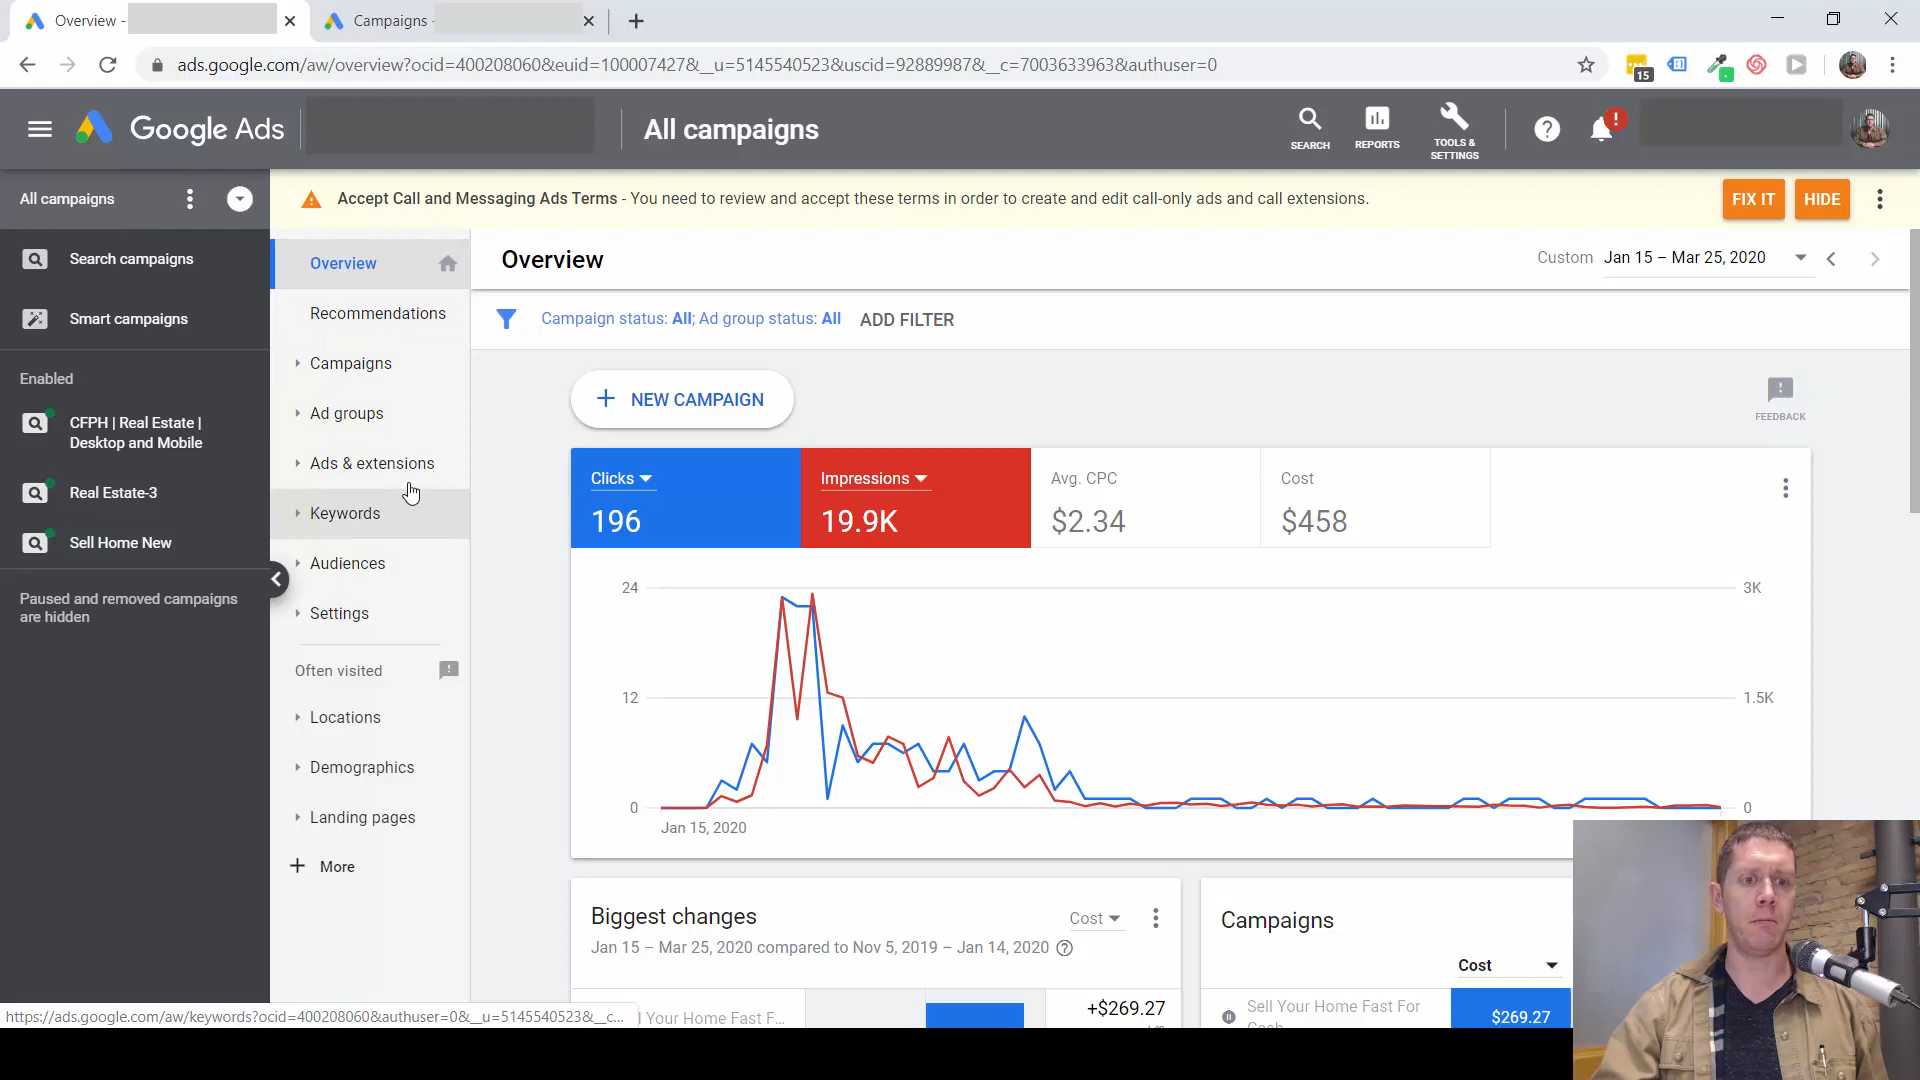 Overview -
Campaigns -
ads.google.com/aw/overview?ocid=400208060&euid=100007427&__u=5145540523&uscid=92889987&__c=7003633963&authuser=0
15
Google Ads
All campaigns
SEARCH
REPORTS
TOOLS &
SETTINGS
All campaigns
Accept Call and Messaging Ads Terms - You need to review and accept these terms in order to create and edit call-only ads and call extensions.
FIX IT
HIDE
Search campaigns
Smart campaigns
Enabled
CFPH | Real Estate |
Desktop and Mobile
Real Estate-3
Sell Home New
Paused and removed campaigns
are hidden
Overview
Recommendations
Campaigns
Ad groups
Ads & extensions
Keywords
Audiences
Settings
Often visited
Locations
Demographics
Landing pages
More
Overview
Custom Jan 15 – Mar 25, 2020
Campaign status: All; Ad group status: All ADD FILTER
NEW CAMPAIGN
FEEDBACK
Clicks
196
Impressions
19.9K
Avg. CPC
$2.34
Cost
$458
24
3K
12
1.5K
0
0
Jan 15, 2020
Biggest changes
Cost
Jan 15 – Mar 25, 2020 compared to Nov 5, 2019 – Jan 14, 2020
l Your Home Fast F...
+$269.27
Campaigns
Cost
Sell Your Home Fast For
$269.27
https://ads.google.com/aw/keywords?ocid=400208060&authuser=0&__u=5145540523&__c...